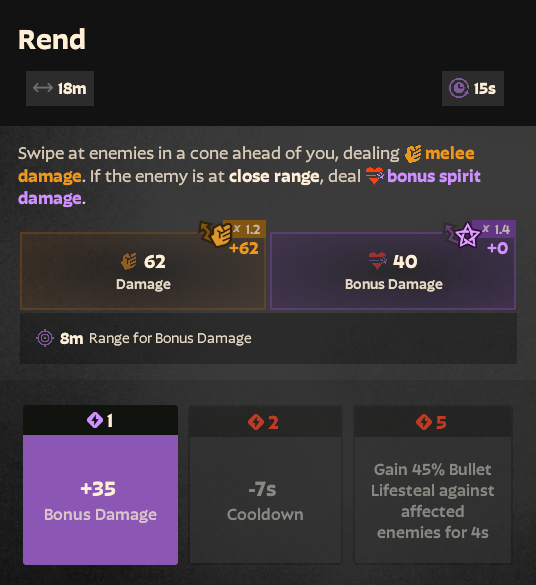 Rend
18m
15s
Swipe at enemies in a cone ahead of you, dealing melee
damage. If the enemy is at close range, deal bonus spirit
damage.
x 1.2
+62
62
Damage
x 1.4
+0
40
Bonus Damage
8m Range for Bonus Damage
1
+35
Bonus Damage
2
-7s
Cooldown
5
Gain 45% Bullet
Lifesteal against
affected
enemies for 4s